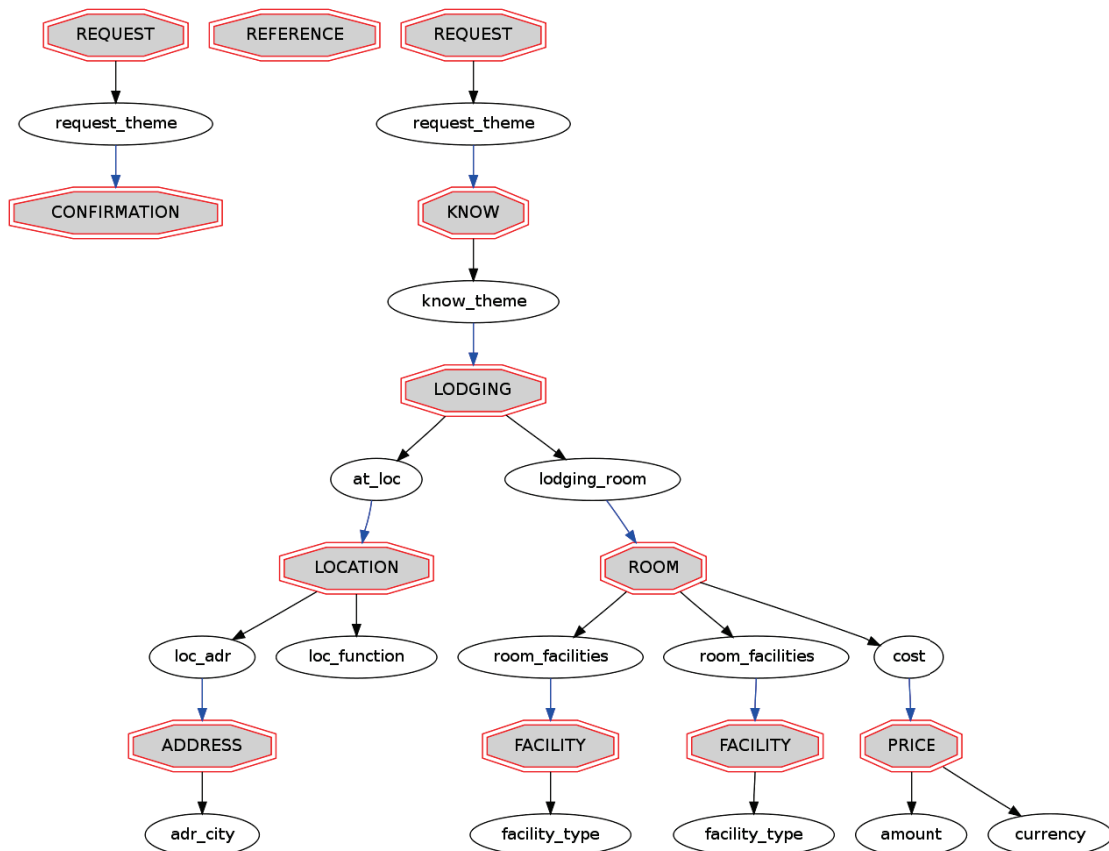 REQUEST REFERENCE REQUEST
request_theme request_theme
CONFIRMATION KNOW
know_theme
LODGING
at_loc lodging_room
LOCATION ROOM
loc_adr loc_function room_facilities room_facilities cost
ADDRESS FACILITY FACILITY PRICE
adr_city facility_type facility_type amount currency